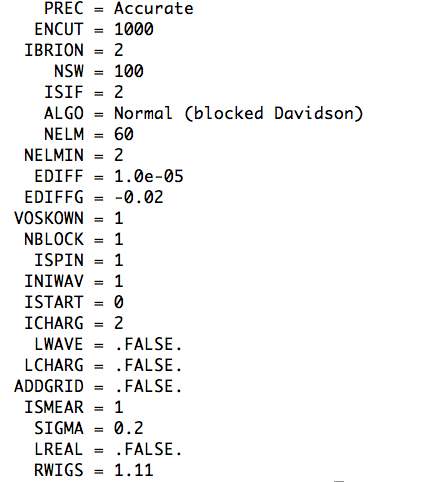 PREC = Accurate
ENCUT = 1000
IBRION = 2
NSW = 100
ISIF = 2
ALGO = Normal (blocked Davidson)
NELM = 60
NELMIN = 2
EDIFF = 1.0e-05
EDIFFG = -0.02
VOSKOWN = 1
NBLOCK = 1
ISPIN = 1
INIWAV = 1
ISTART = 0
ICHARG = 2
LWAVE = .FALSE.
LCHARG = .FALSE.
ADDGRID = .FALSE.
ISMEAR = 1
SIGMA = 0.2
LREAL = .FALSE.
RWIGS = 1.11